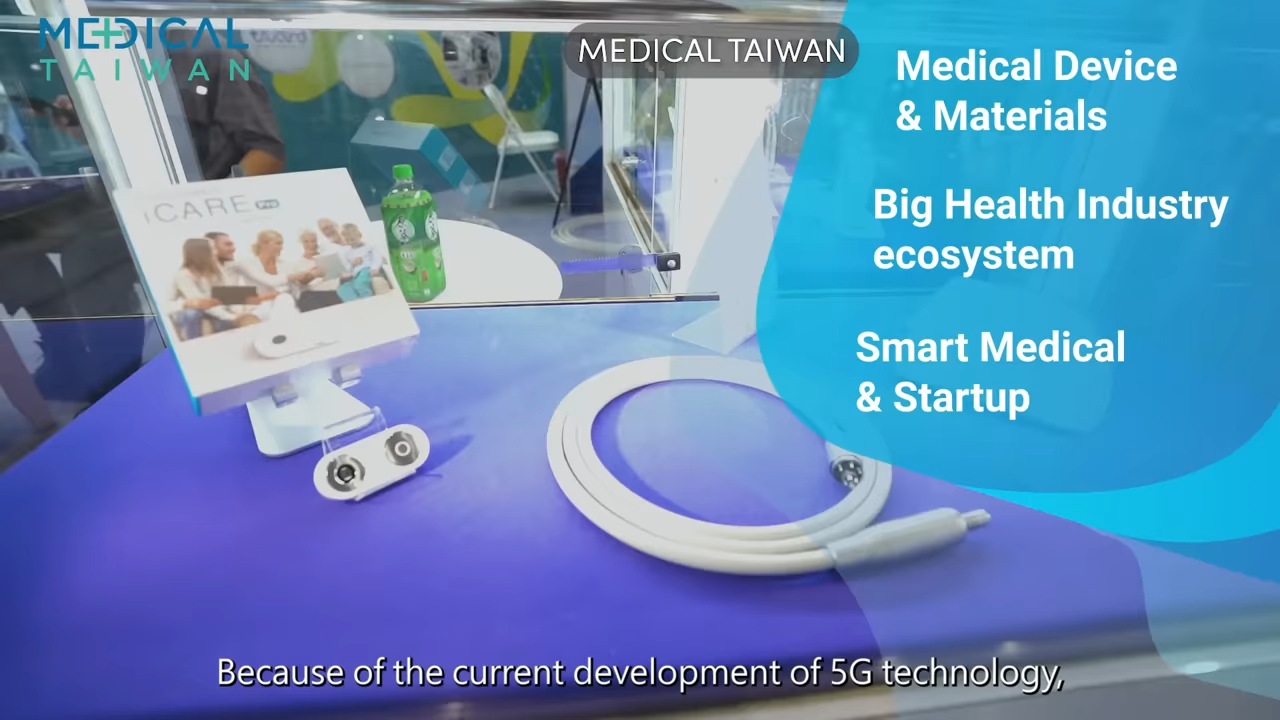 MEDICAL
TAIWAN
MEDICAL TAIWAN
Medical Device
& Materials
Big Health Industry
ecosystem
Smart Medical
& Startup
iCARE Pro
Because of the current development of 5G technology,